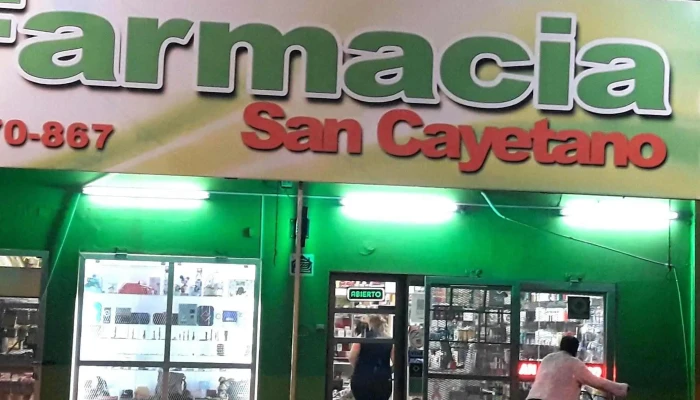 Farmacia
San Cayetano
70-867
ABIERTO